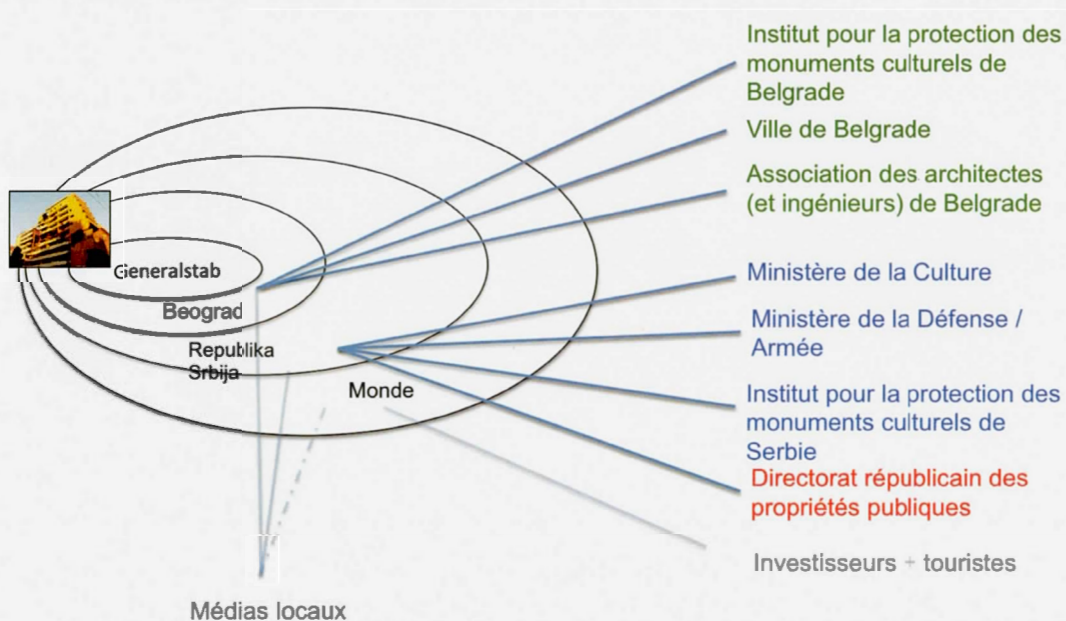 Institut pour la protection des
monuments culturels de
Belgrade
Ville de Belgrade
Association des architectes
(et ingénieurs) de Belgrade
Generalstab
Beograd
Republika
Srbija
Monde
Ministère de la Culture
Ministère de la Défense /
Armée
Institut pour la protection des
monuments culturels de
Serbie
Directorat républicain des
propriétés publiques
Investisseurs + touristes
Médias locaux